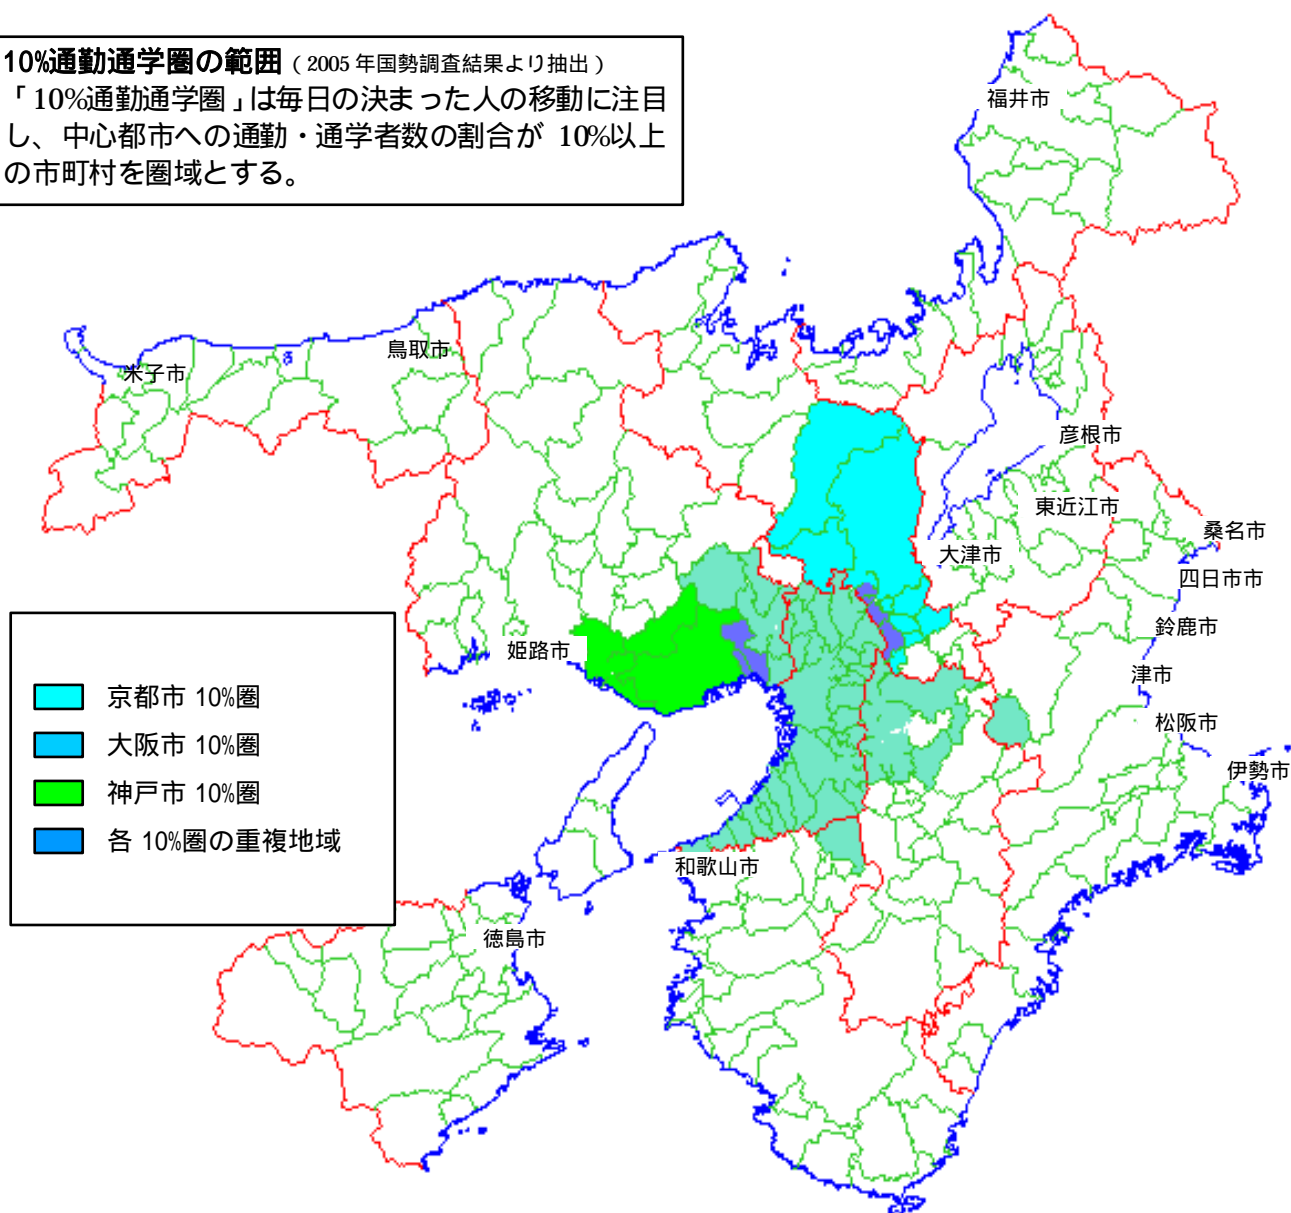 10%通勤通学圏の範囲（2005年国勢調査結果より抽出）
「10%通勤通学圏」は毎日の決まった人の移動に注目
し、中心都市への通勤・通学者数の割合が 10%以上
の市町村を圏域とする。
福井市
鳥取市
米子市
彦根市
東近江市
桑名市
大津市
四日市市
鈴鹿市
姫路市
津市
松阪市
伊勢市
京都市 10%圏
大阪市 10%圏
神戸市 10%圏
各 10%圏の重複地域
和歌山市
徳島市